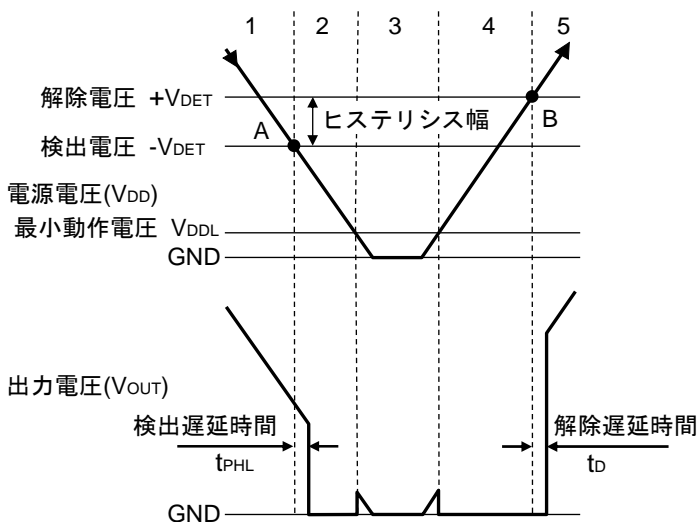 1 2 3 4 5
解除電圧 +VDET
ヒステリシス幅
A
B
検出電圧 -VDET
電源電圧(VDD)
最小動作電圧 VDDL
GND
出力電圧(VOUT)
検出遅延時間
tPHL
解除遅延時間
tD
GND